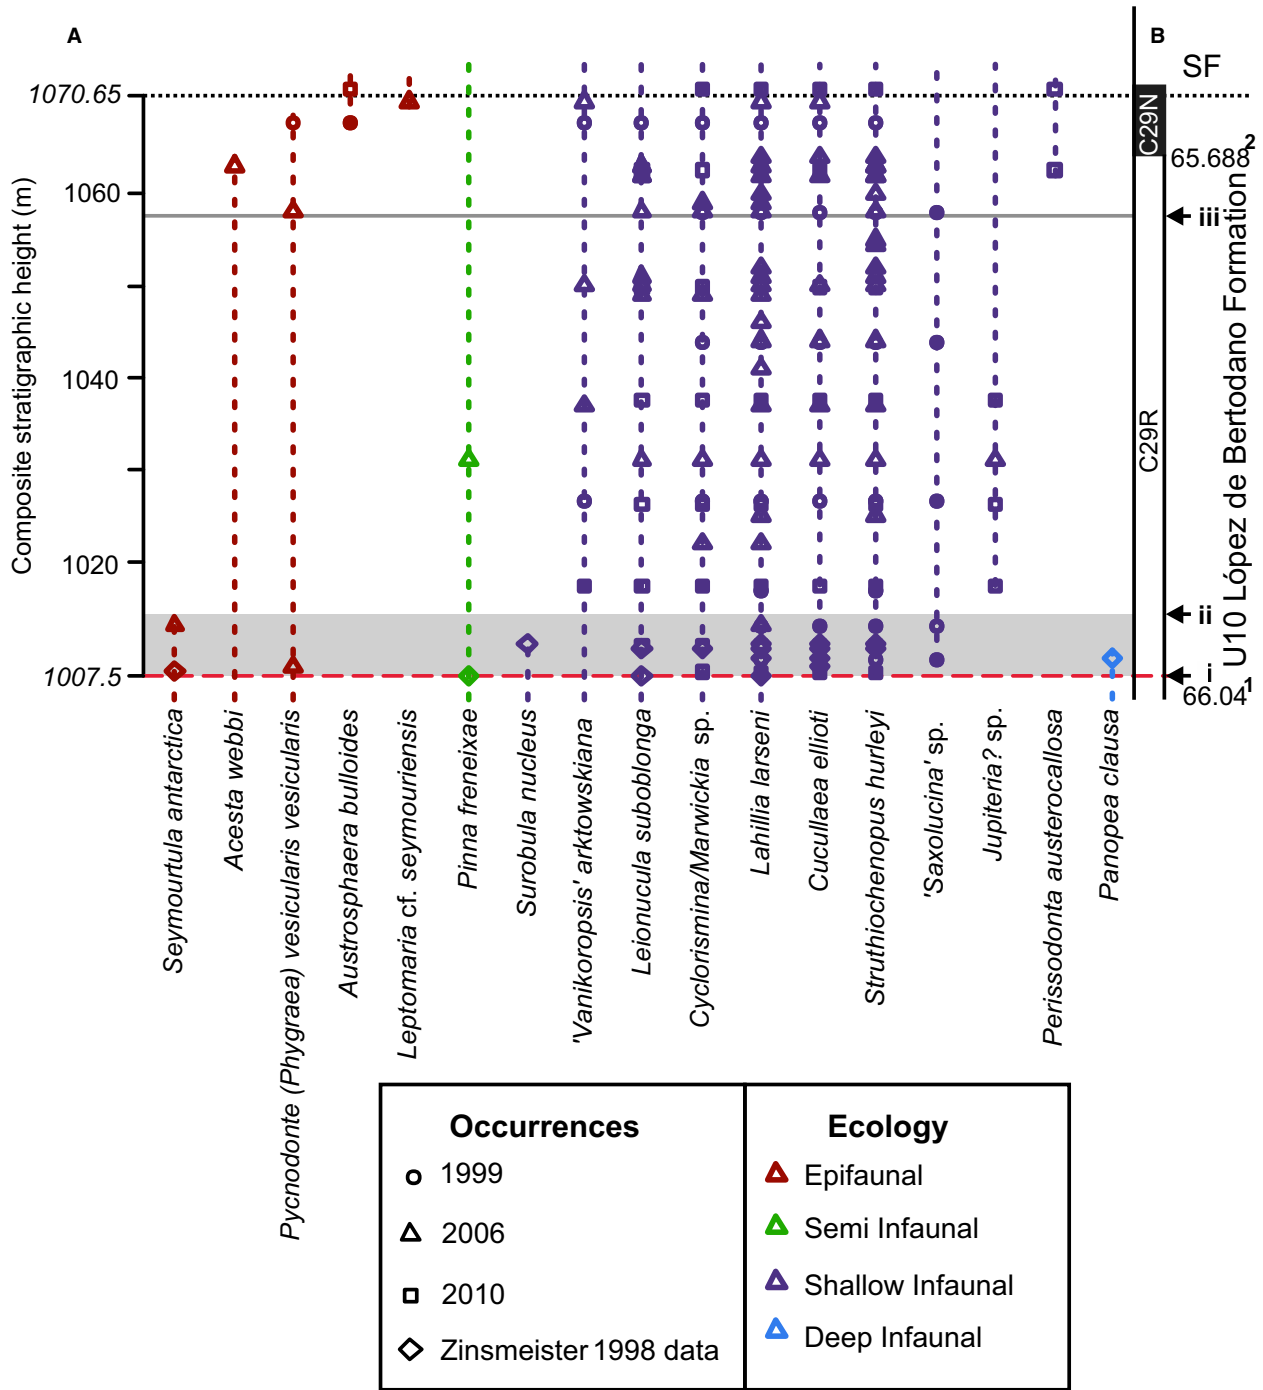 A
B
SF
1070.65
1060
1040
1020
1007.5
Composite stratigraphic height (m)
C29N
C29R
65.688 2
iii
ii
i
66.04 1
U10 López de Bertodano Formation
Seymourtula antarctica
Acesta webbi
Pycnodonte (Phygraea) vesicularis vesicularis
Austrosphaera bulloides
Leptomaria cf. seymouriensis
Pinna freneixae
Surobula nucleus
'Vanikoropsis' arktowskiana
Leionucula suboblonga
Cyclorismina/Marwickia sp.
Lahillia larseni
Cucullaea ellioti
Struthiochenopus hurleyi
'Saxolucina' sp.
Jupiteria? sp.
Perissodonta austerocallosa
Panopea clausa
Occurrences
1999
2006
2010
Zinsmeister 1998 data
Ecology
Epifaunal
Semi Infaunal
Shallow Infaunal
Deep Infaunal